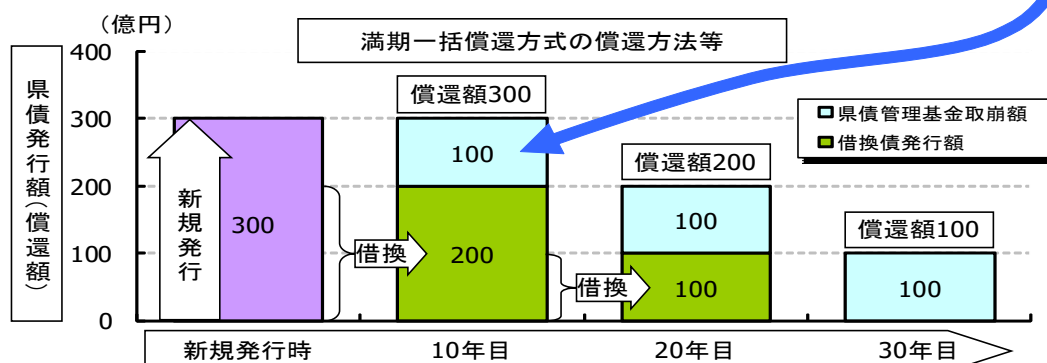 （億円）
満期一括償還方式の償還方法等
県債発行額(償還額)
400
300
200
100
0
償還額300
償還額200
償還額100
県債管理基金取崩額
借換債発行額
新規発行
300
借換
100
200
借換
100
100
100
新規発行時
10年目
20年目
30年目